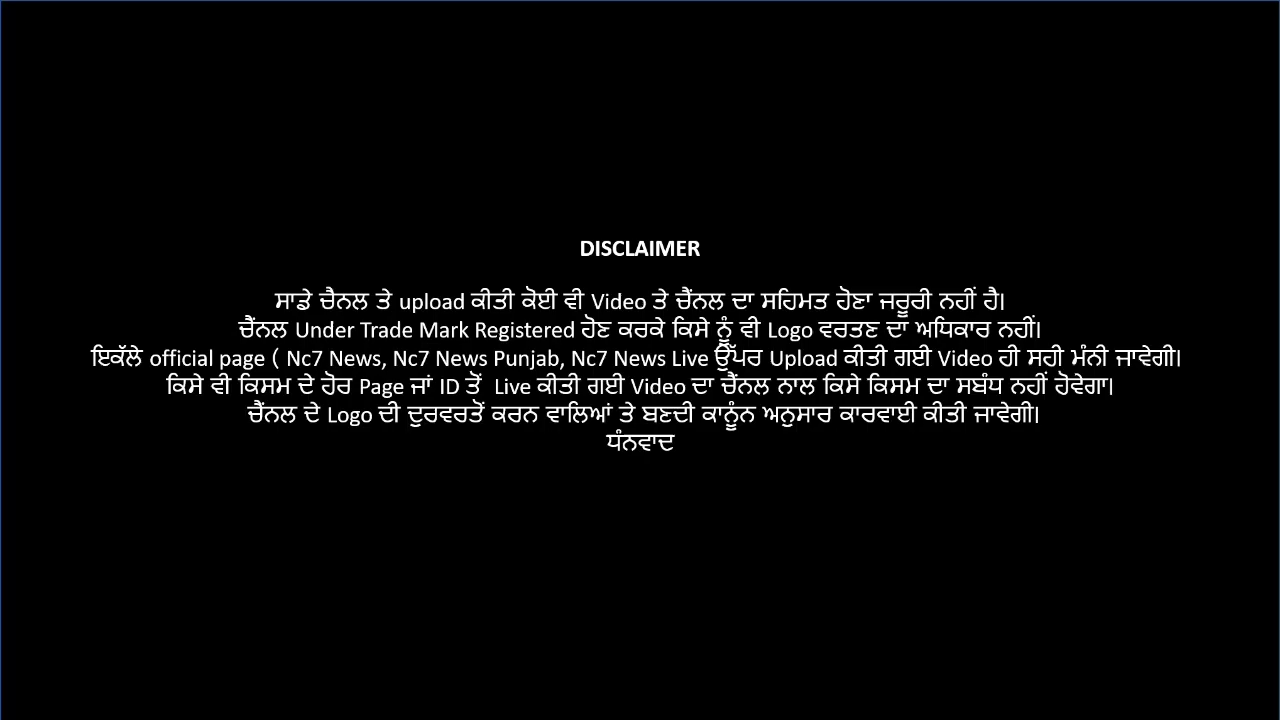 DISCLAIMER
ਸਾਡੇ ਚੈਨਲ ਤੇ upload ਕੀਤੀ ਕੋਈ ਵੀ Video ਤੇ ਚੈੱਨਲ ਦਾ ਸਹਿਮਤ ਹੋਣਾ ਜਰੂਰੀ ਨਹੀਂ ਹੈ।
ਚੈੱਨਲ Under Trade Mark Registered ਹੋਣ ਕਰਕੇ ਕਿਸੇ ਨੂੰ ਵੀ Logo ਵਰਤਣ ਦਾ ਅਧਿਕਾਰ ਨਹੀਂ।
ਇਕੱਲੇ official page ( Nc7 News, Nc7 News Punjab, Nc7 News Live ਉੱਪਰ Upload ਕੀਤੀ ਗਈ Video ਹੀ ਸਹੀ ਮੰਨੀ ਜਾਵੇਗੀ।
ਕਿਸੇ ਵੀ ਕਿਸਮ ਦੇ ਹੋਰ Page ਜਾਂ ID ਤੋਂ Live ਕੀਤੀ ਗਈ Video ਦਾ ਚੈੱਨਲ ਨਾਲ ਕਿਸੇ ਕਿਸਮ ਦਾ ਸਬੰਧ ਨਹੀਂ ਹੋਵੇਗਾ।
ਚੈੱਨਲ ਦੇ Logo ਦੀ ਦੁਰਵਰਤੋਂ ਕਰਨ ਵਾਲਿਆਂ ਤੇ ਬਣਦੀ ਕਾਨੂੰਨ ਅਨੁਸਾਰ ਕਾਰਵਾਈ ਕੀਤੀ ਜਾਵੇਗੀ।
ਧੰਨਵਾਦ